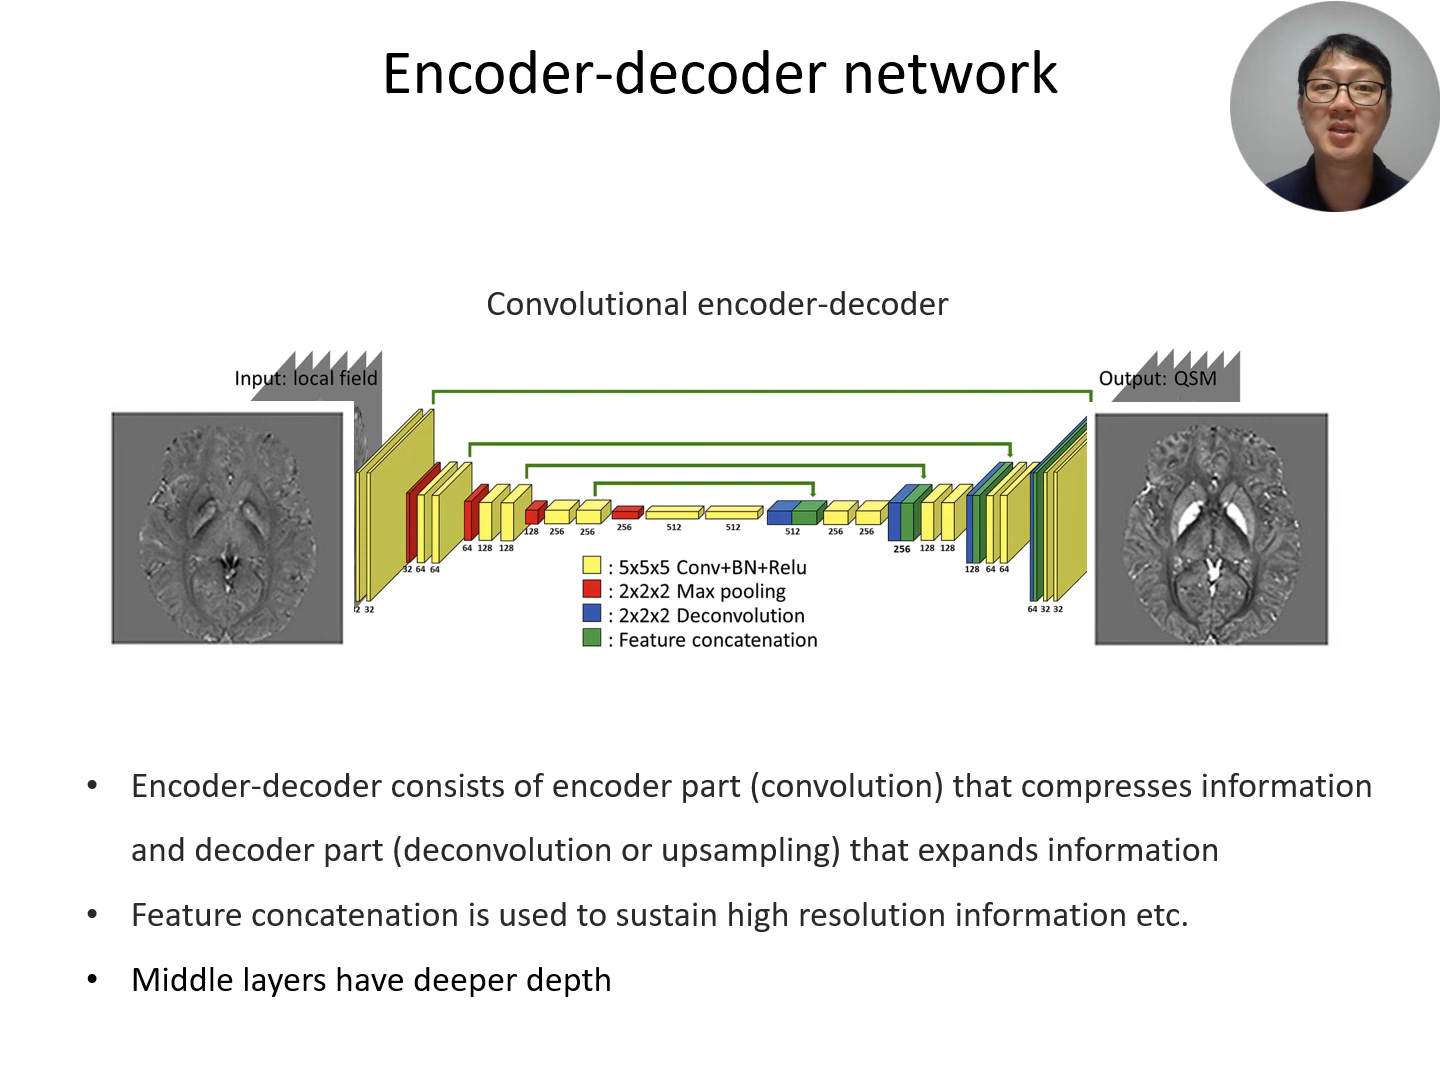 Encoder-decoder network
Convolutional encoder-decoder
Input: local field
Output: QSM
32 32
32 64 64
64 128 128
128 256 256
256 512 512
512 256 256
256 128 128
128 64 64
64 32 32
: 5x5x5 Conv+BN+Relu
: 2x2x2 Max pooling
: 2x2x2 Deconvolution
: Feature concatenation
• Encoder-decoder consists of encoder part (convolution) that compresses information
and decoder part (deconvolution or upsampling) that expands information
• Feature concatenation is used to sustain high resolution information etc.
• Middle layers have deeper depth